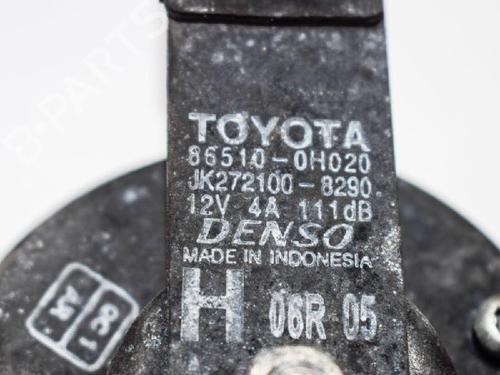 B-PARTS
TOYOTA
86510-0H020
JK272100-8290
12V 4A 111dB
DENSO
MADE IN INDONESIA
H 06R 05